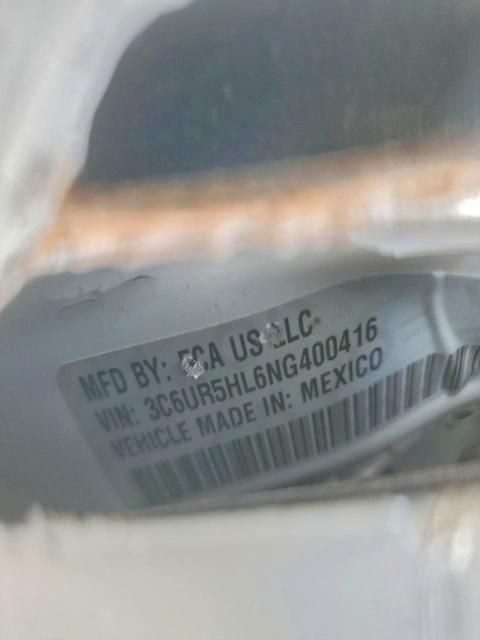 MFD BY: FCA US LLC
VIN: 3C6UR5HL6NG400416
VEHICLE MADE IN: MEXICO